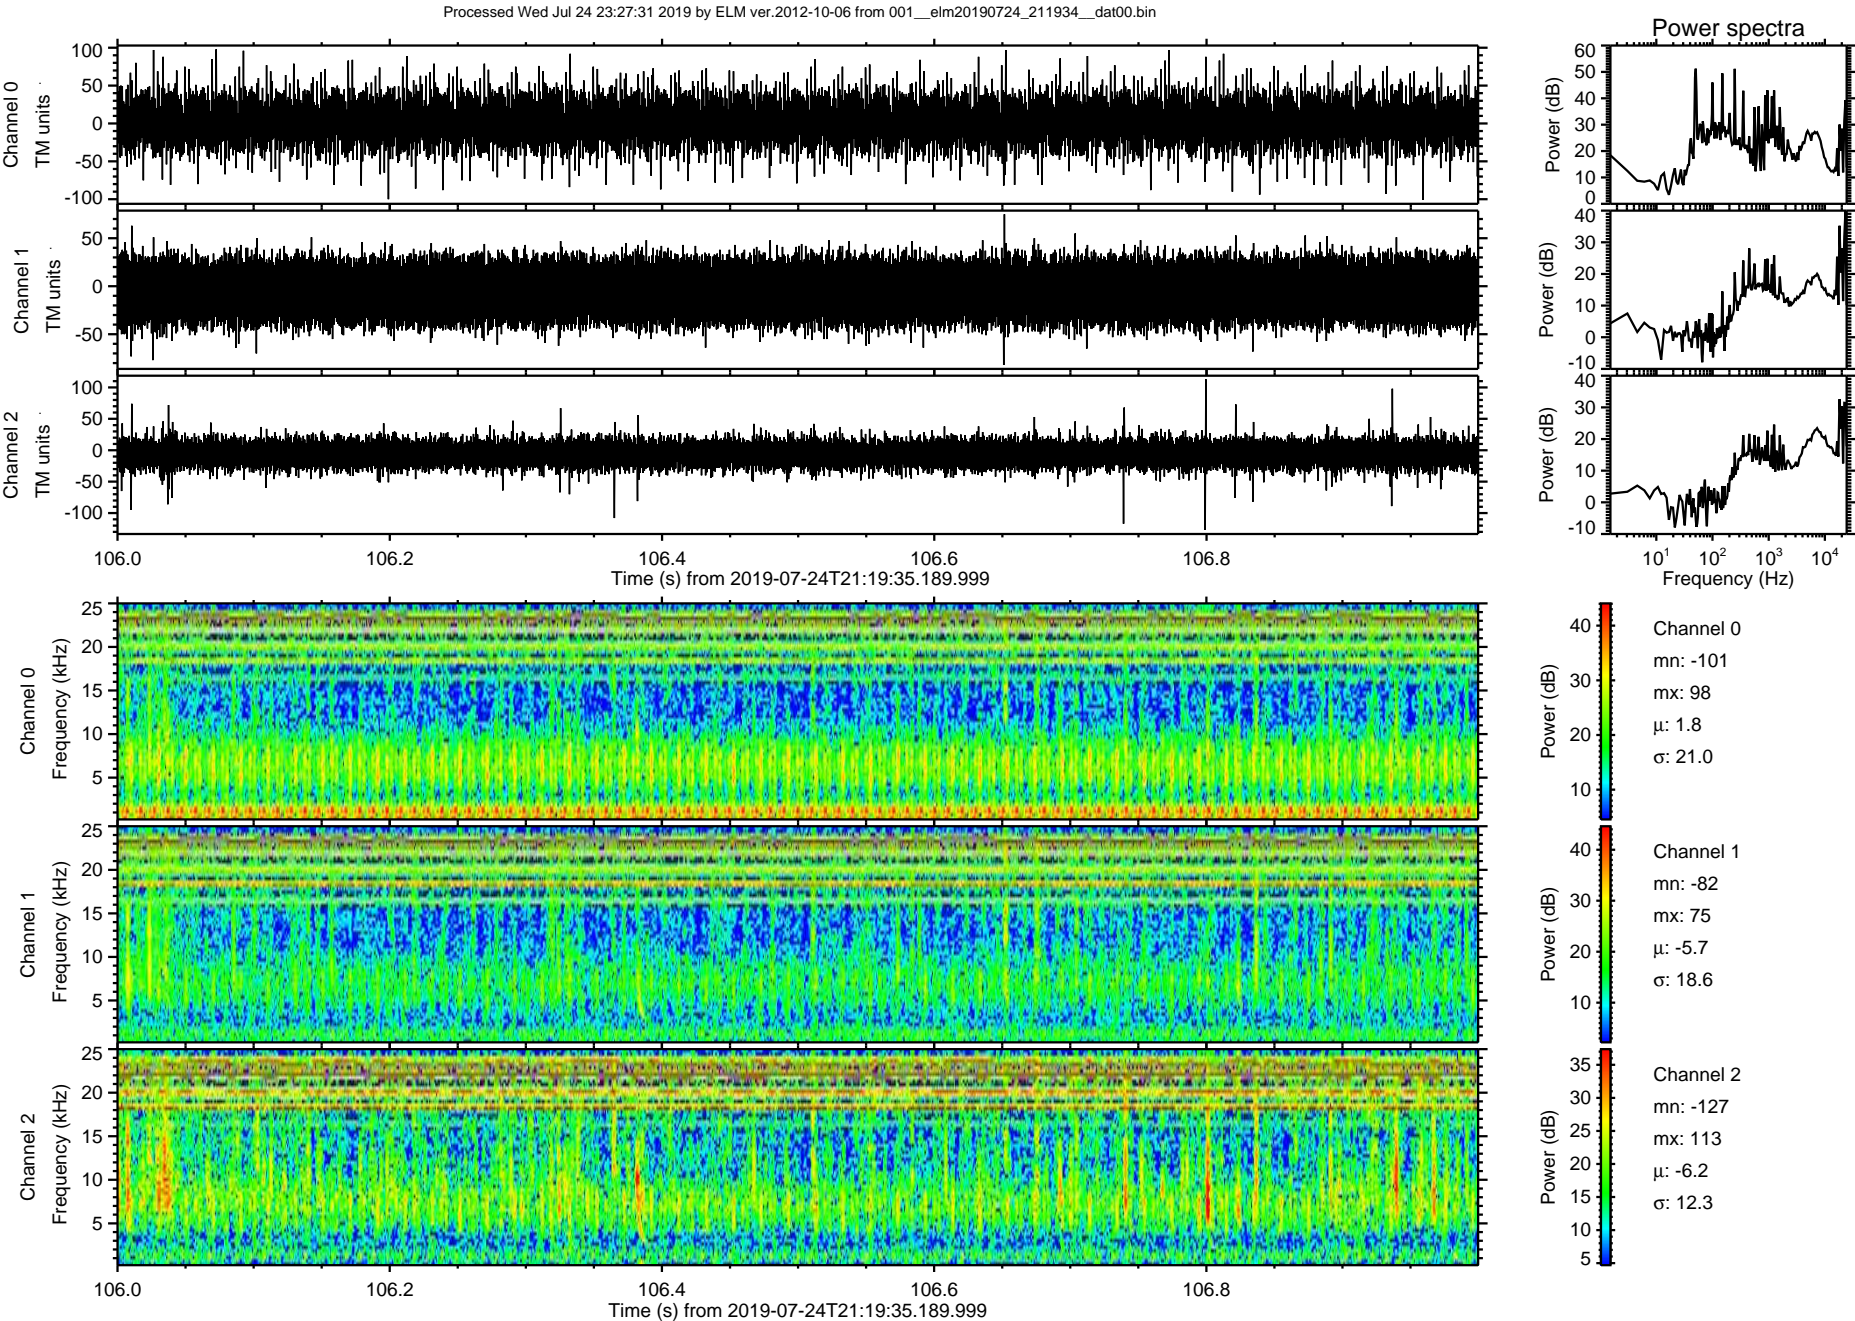 Processed Wed Jul 24 23:27:31 2019 by ELM ver.2012-10-06 from 001__elm20190724_211934__dat00.bin
Power spectra
Channel 0
TM units
100
50
0
-50
-100
Power (dB)
60
50
40
30
20
10
0
Channel 1
TM units
50
0
-50
Power (dB)
40
30
20
10
0
-10
Channel 2
TM units
100
50
0
-50
-100
Power (dB)
40
30
20
10
0
-10
106.0 106.2 106.4 106.6 106.8
Time (s) from 2019-07-24T21:19:35.189.999
10¹ 10² 10³ 10⁴
Frequency (Hz)
Channel 0
Frequency (kHz)
25
20
15
10
5
Power (dB)
40
30
20
10
Channel 0
mn: -101
mx: 98
μ: 1.8
σ: 21.0
Channel 1
Frequency (kHz)
25
20
15
10
5
Power (dB)
40
30
20
10
Channel 1
mn: -82
mx: 75
μ: -5.7
σ: 18.6
Channel 2
Frequency (kHz)
25
20
15
10
5
Power (dB)
35
30
25
20
15
10
5
Channel 2
mn: -127
mx: 113
μ: -6.2
σ: 12.3
106.0 106.2 106.4 106.6 106.8
Time (s) from 2019-07-24T21:19:35.189.999